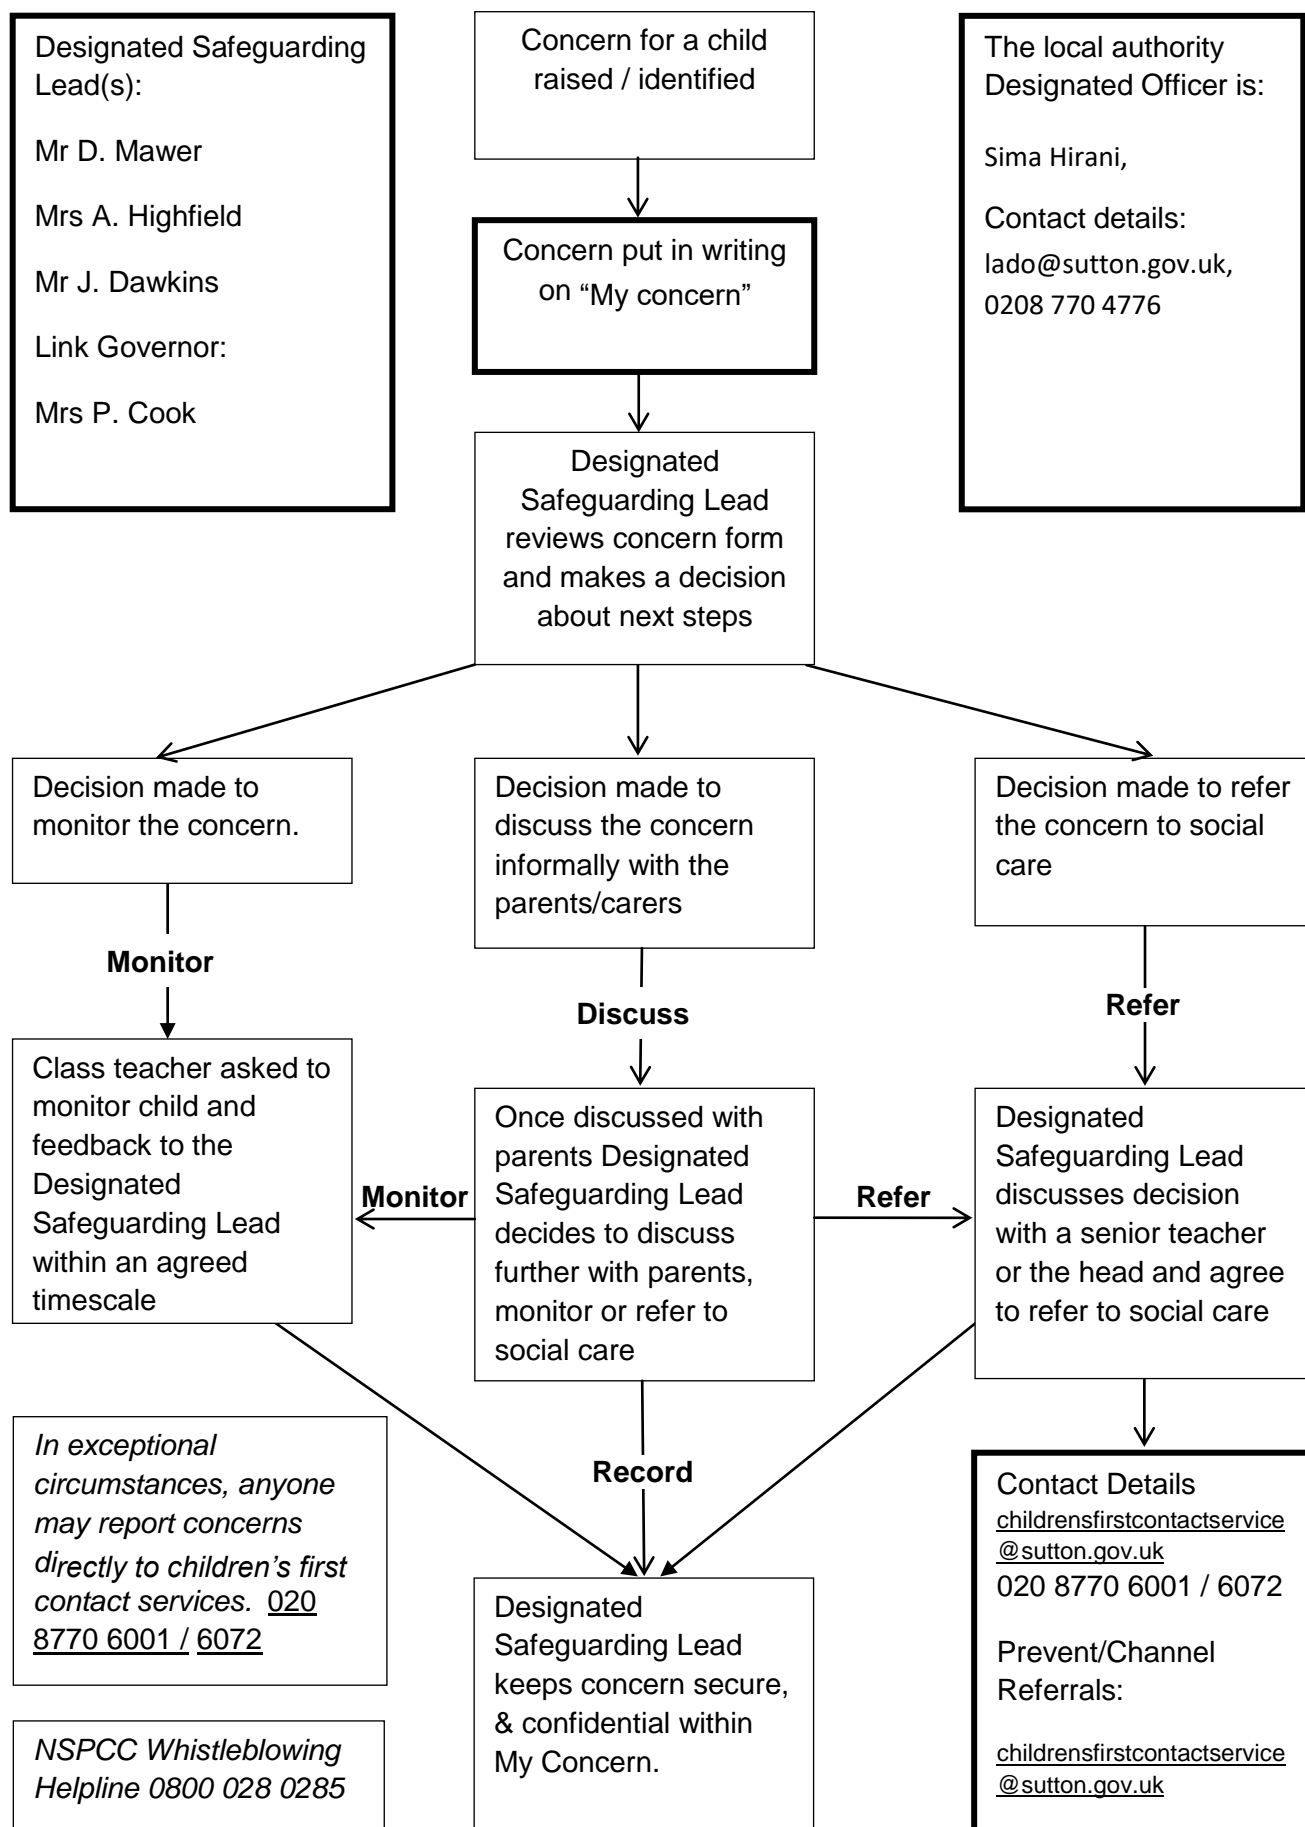 Designated Safeguarding
Lead(s):
Mr D. Mawer
Mrs A. Highfield
Mr J. Dawkins
Link Governor:
Mrs P. Cook
Concern for a child
raised / identified
The local authority
Designated Officer is:
Sima Hirani,
Contact details:
lado@sutton.gov.uk,
0208 770 4776
Concern put in writing
on “My concern”
Designated
Safeguarding Lead
reviews concern form
and makes a decision
about next steps
Decision made to
monitor the concern.
Decision made to
discuss the concern
informally with the
parents/carers
Decision made to refer
the concern to social
care
Monitor
Discuss
Refer
Class teacher asked to
monitor child and
feedback to the
Designated
Safeguarding Lead
within an agreed
timescale
Monitor
Once discussed with
parents Designated
Safeguarding Lead
decides to discuss
further with parents,
monitor or refer to
social care
Refer
Designated
Safeguarding Lead
discusses decision
with a senior teacher
or the head and agree
to refer to social care
In exceptional
circumstances, anyone
may report concerns
directly to children’s first
contact services. 020
8770 6001 / 6072
Record
Contact Details
childrensfirstcontactservice
@sutton.gov.uk
020 8770 6001 / 6072
Prevent/Channel
Referrals:
childrensfirstcontactservice
@sutton.gov.uk
Designated
Safeguarding Lead
keeps concern secure,
& confidential within
My Concern.
NSPCC Whistleblowing
Helpline 0800 028 0285